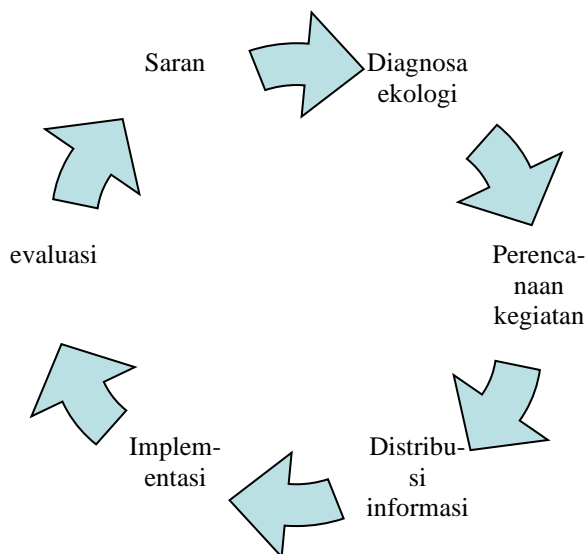 Saran
Diagnosa
ekologi
Perenca-
naan
kegiatan
Distribu-
si
informasi
Implem-
entasi
evaluasi